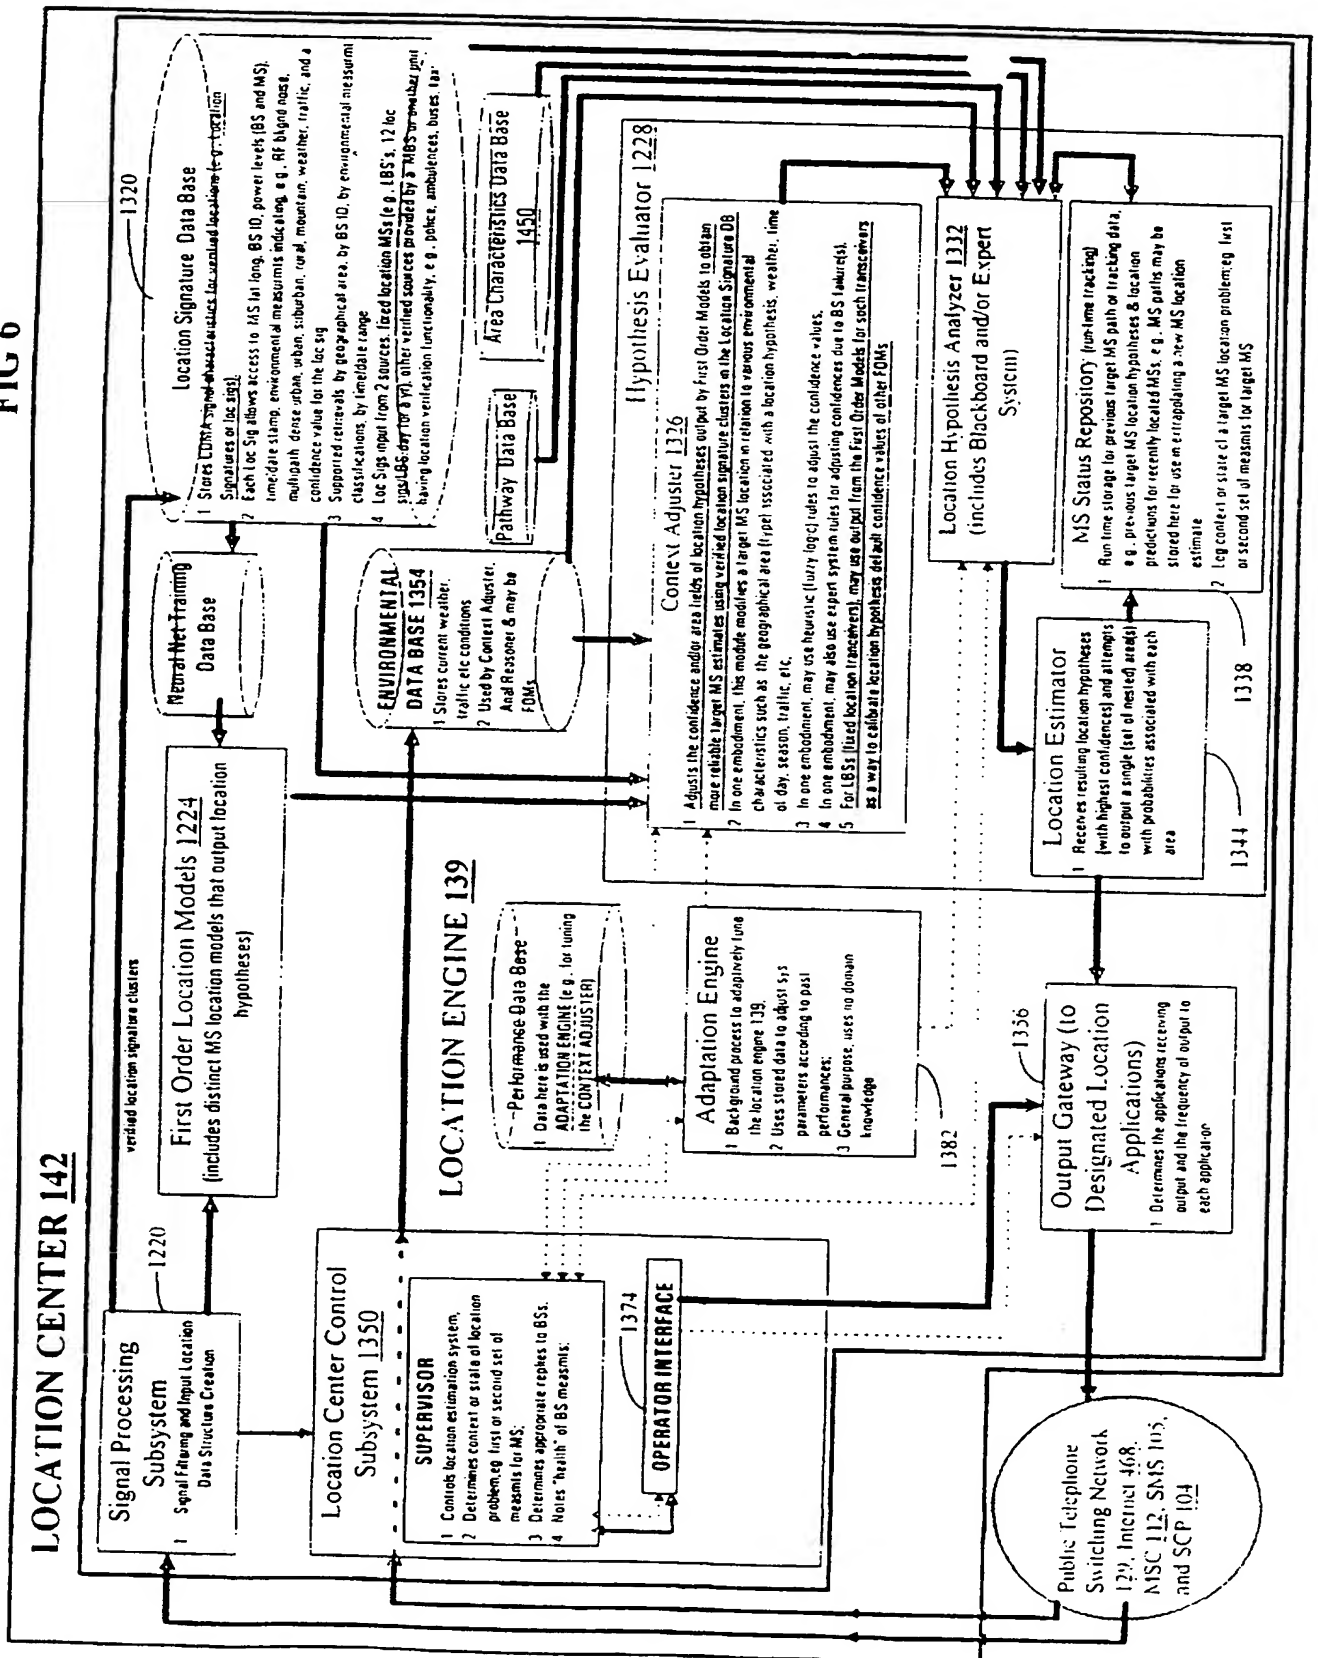 FIG 6
LOCATION CENTER 142
Signal Processing
Subsystem
1 Signal Filtering and Input Location
Data Structure Creation
1220
verified location signature clusters
First Order Location Models 1224
(includes distinct MS location models that output location
hypotheses)
Neural Net Training
Data Base
1320
Location Signature Data Base
1 Stores CDMA signal characteristics for verified locations (e.g., Location
Signatures or loc sigs)
2 Each Loc Sig allows access to MS lat long, BS ID, power levels (BS and MS),
time/date stamp, environmental measurmts indicating, e.g., RF bkgnd noise,
multipath dense urban, urban, suburban, rural, mountain, weather, traffic, and a
confidence value for the loc sig
3 Supported retrievals by geographical area, by BS ID, by environmental measurmt
classifications, by time/date range
4 Loc Sigs input from 2 sources, fixed location MSs (e.g., LBS's, 12 loc
sigs/LBS/day for a yr), other verified sources provided by a MBS or another
having location verification functionality, e.g., police, ambulences, buses,
Location Center Control
Subsystem 1350
SUPERVISOR
1 Controls location estimation system,
2 Determines context or state of location
problem, eg first or second set of
measmts for MS;
3 Determines appropriate replies to BSs,
4 Notes "health" of BS measmts;
1374
OPERATOR INTERFACE
ENVIRONMENTAL
DATA BASE 1354
1 Stores current weather,
traffic etc conditions
2 Used by Context Adjuster,
Anal Reasoner & may be
FOMs
Pathway Data Base
Area Characteristics Data Base
1450
LOCATION ENGINE 139
Performance Data Base
1 Data here is used with the
ADAPTATION ENGINE (e.g. for tuning
the CONTEXT ADJUSTER)
Adaptation Engine
1 Background process to adaptively tune
the location engine 139.
2 Uses stored data to adjust sys
parameters according to past
performances;
3 General purpose, uses no domain
knowledge
1382
Hypothesis Evaluator 1228
Context Adjuster 1326
1 Adjusts the confidence and/or area fields of location hypotheses output by First Order Models to obtain
more reliable target MS estimates using verified location signature clusters in the Location Signature DB
2 In one embodiment, this module modifies a target MS location in relation to various environmental
characteristics such as the geographical area (type) associated with a location hypothesis, weather, time
of day, season, traffic, etc.
3 In one embodiment, may use heuristic (fuzzy logic) rules to adjust the confidence values,
4 In one embodiment, may also use expert system rules for adjusting confidences due to BS failure(s),
5 For LBSs (fixed location tranceivers), may use output from the First Order Models for such transceivers
as a way to calibrate location hypothesis default confidence values of other FOMs
Location Hypothesis Analyzer 1332
(includes Blackboard and/or Expert
System)
MS Status Repository (run-time tracking)
1 Run time storage for previous target MS path or tracking data,
e.g., previous target MS location hypotheses & location
predictions for recently located MSs, e.g., MS paths may be
stored here for use in extrapolating a new MS location
estimate
2 Log context or state of a target MS location problem; eg first
or second set of measmts for target MS
1338
Location Estimator
1 Receives resulting location hypotheses
(with highest confidences) and attempts
to output a single (set of nested) area(s)
with probabilities associated with each
area
1344
1356
Output Gateway (to
Designated Location
Applications)
1 Determines the applications receiving
output and the frequency of output to
each application
Public Telephone
Switching Network
Internet 468,
MSC 112, SMS 105,
and SCP 104